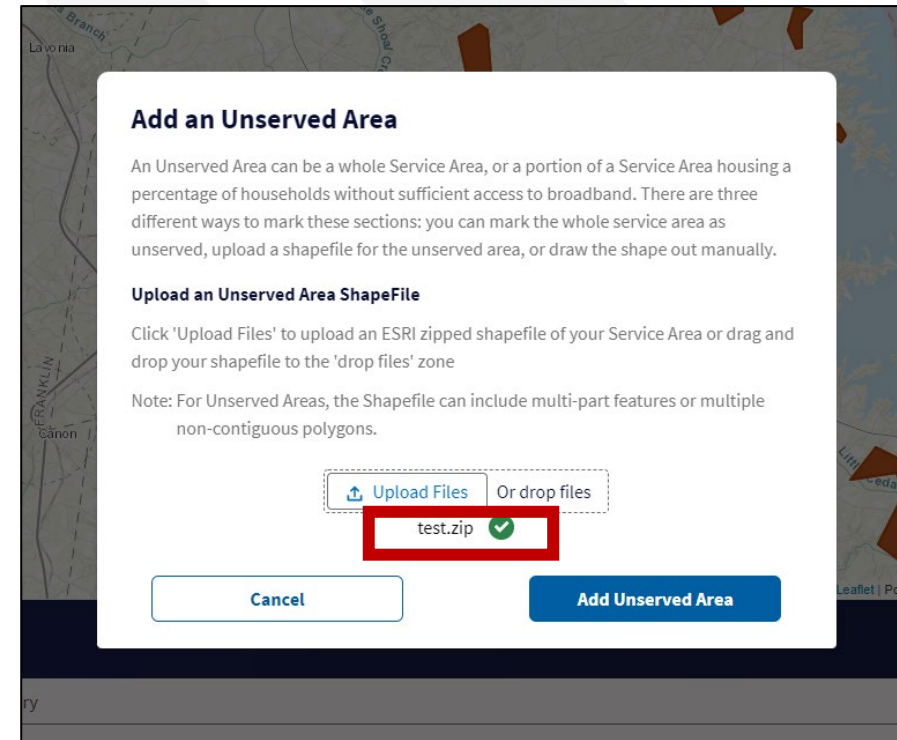 Branch
Lavonia
Shoal Cr
Add an Unserved Area
An Unserved Area can be a whole Service Area, or a portion of a Service Area housing a
percentage of households without sufficient access to broadband. There are three
different ways to mark these sections: you can mark the whole service area as
unserved, upload a shapefile for the unserved area, or draw the shape out manually.
Upload an Unserved Area ShapeFile
Click 'Upload Files' to upload an ESRI zipped shapefile of your Service Area or drag and
drop your shapefile to the 'drop files' zone
FRANKLIN
Note: For Unserved Areas, the Shapefile can include multi-part features or multiple
non-contiguous polygons.
Canon
Upload Files Or drop files
test.zip
Cancel Add Unserved Area
Leaflet | Po
ry